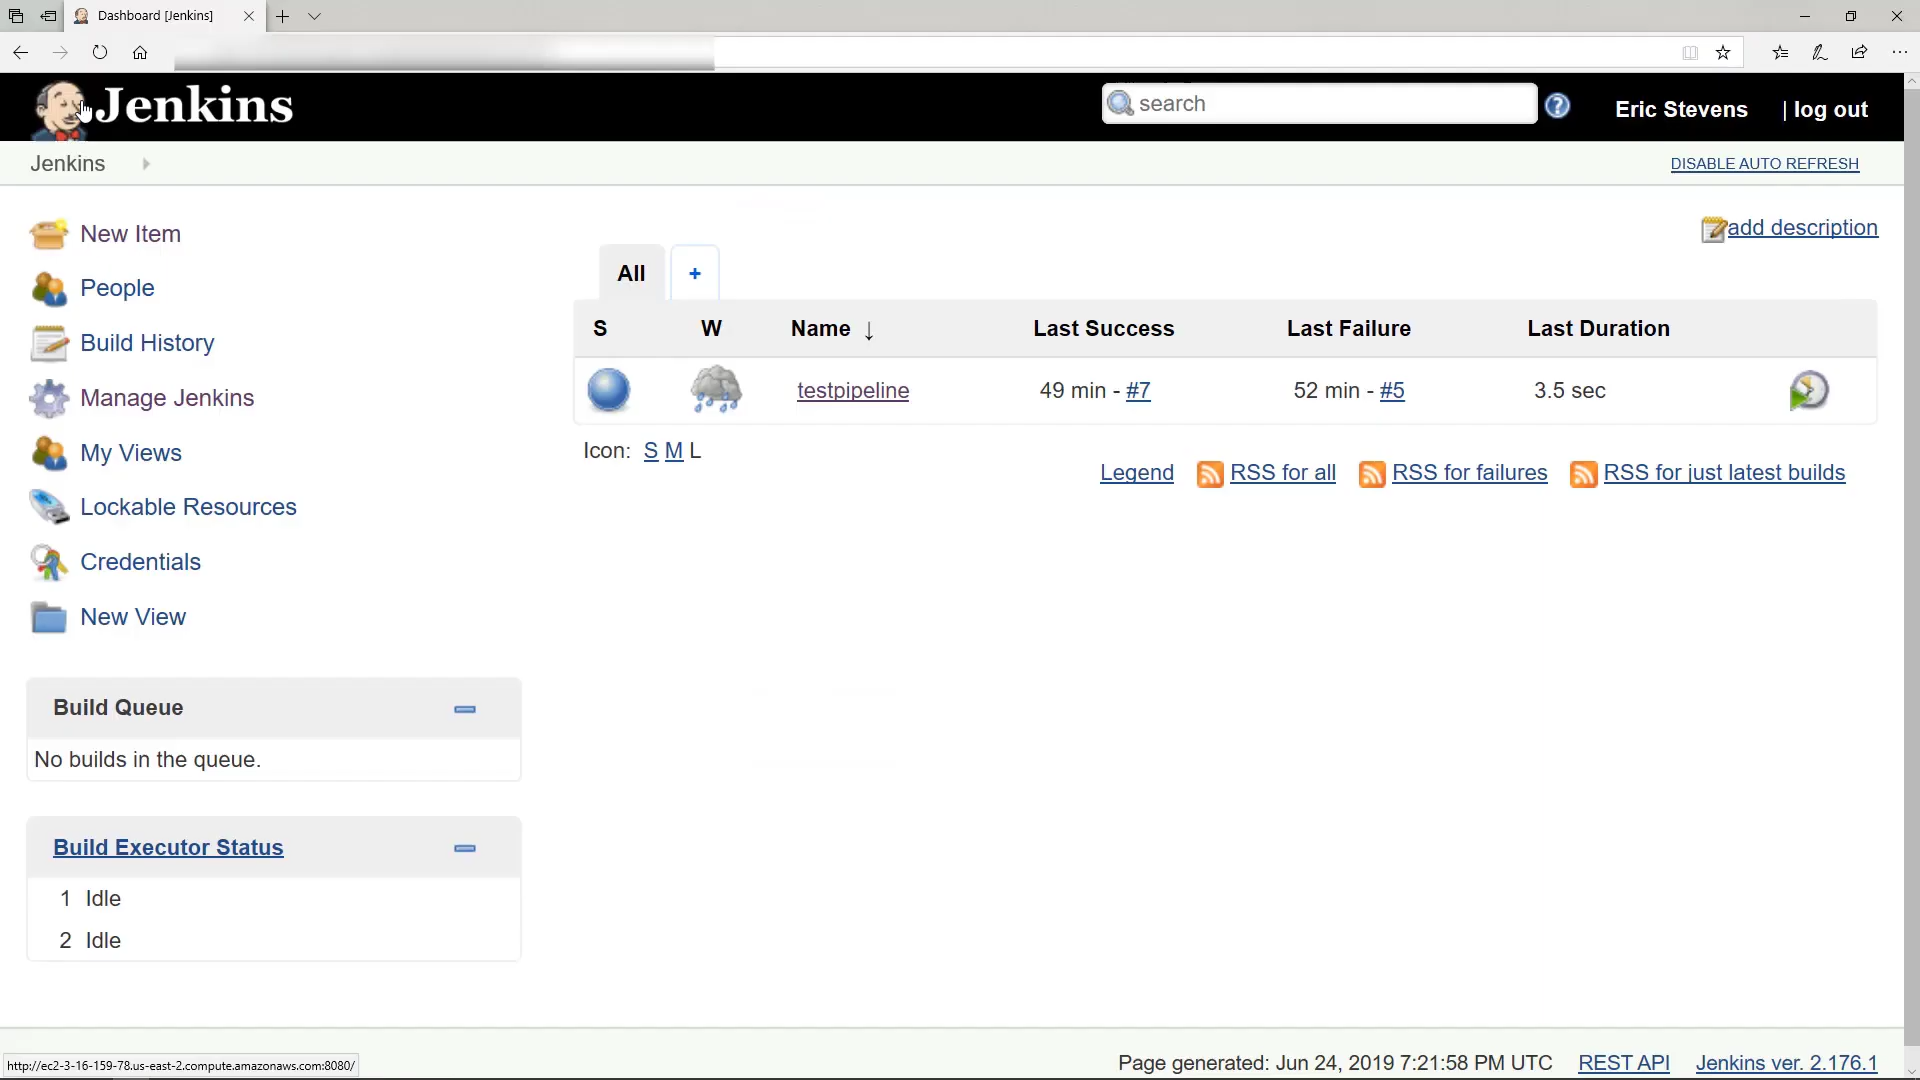 Dashboard [Jenkins]
Jenkins
search
Eric Stevens
| log out
Jenkins
DISABLE AUTO REFRESH
New Item
People
Build History
Manage Jenkins
My Views
Lockable Resources
Credentials
New View
add description
All
+
S W Name ↓ Last Success Last Failure Last Duration
testpipeline 49 min - #7 52 min - #5 3.5 sec
Icon: S M L
Legend RSS for all RSS for failures RSS for just latest builds
Build Queue
No builds in the queue.
Build Executor Status
1 Idle
2 Idle
http://ec2-3-16-159-78.us-east-2.compute.amazonaws.com:8080/
Page generated: Jun 24, 2019 7:21:58 PM UTC REST API Jenkins ver. 2.176.1